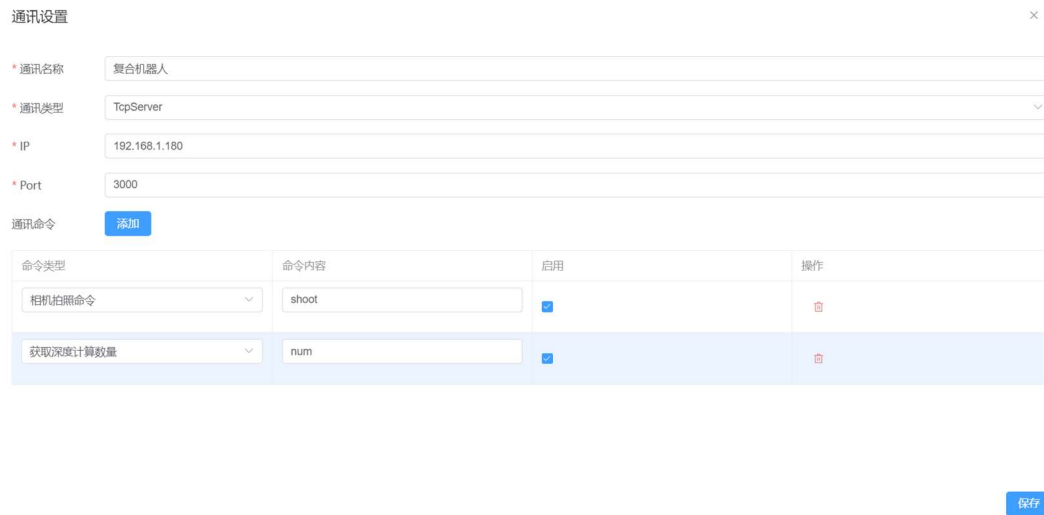 通讯设置
* 通讯名称 复合机器人
* 通讯类型 TcpServer
* IP 192.168.1.180
* Port 3000
通讯命令 添加
命令类型 命令内容 启用 操作
相机拍照命令 shoot
获取深度计算数量 num
保存